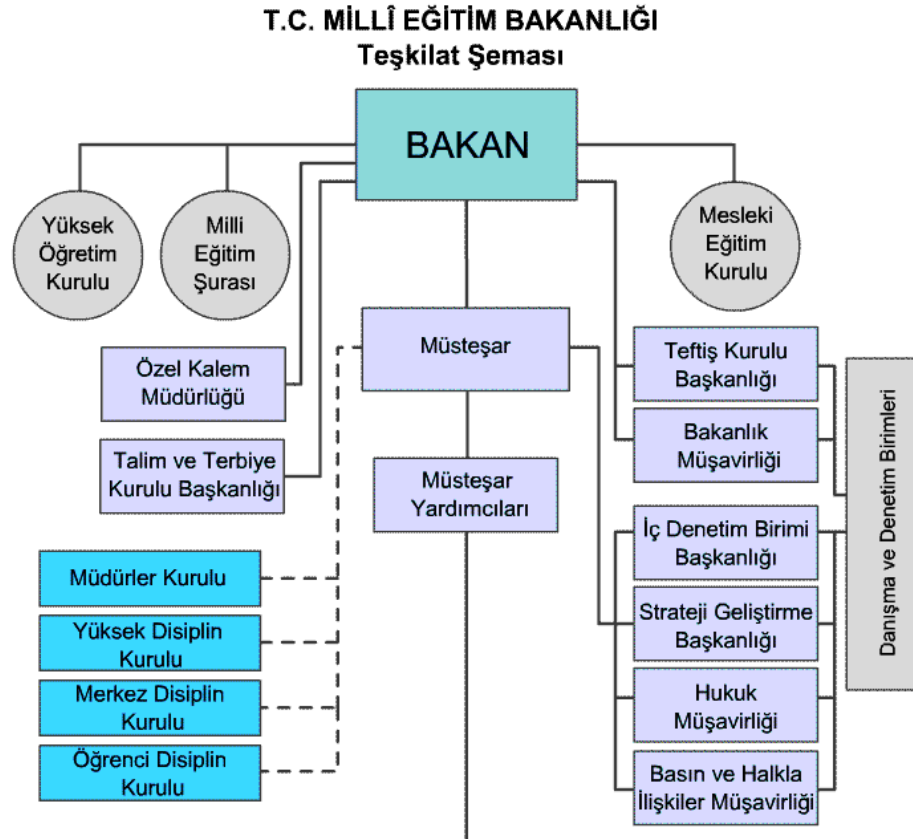 T.C. MİLLÎ EĞİTİM BAKANLIĞI
Teşkilat Şeması
BAKAN
Yüksek
Öğretim
Kurulu
Milli
Eğitim
Şurası
Mesleki
Eğitim
Kurulu
Müsteşar
Özel Kalem
Müdürlüğü
Talim ve Terbiye
Kurulu Başkanlığı
Müsteşar
Yardımcıları
Teftiş Kurulu
Başkanlığı
Bakanlık
Müşavirliği
İç Denetim Birimi
Başkanlığı
Strateji Geliştirme
Başkanlığı
Hukuk
Müşavirliği
Basın ve Halkla
İlişkiler Müşavirliği
Danışma ve Denetim Birimleri
Müdürler Kurulu
Yüksek Disiplin
Kurulu
Merkez Disiplin
Kurulu
Öğrenci Disiplin
Kurulu